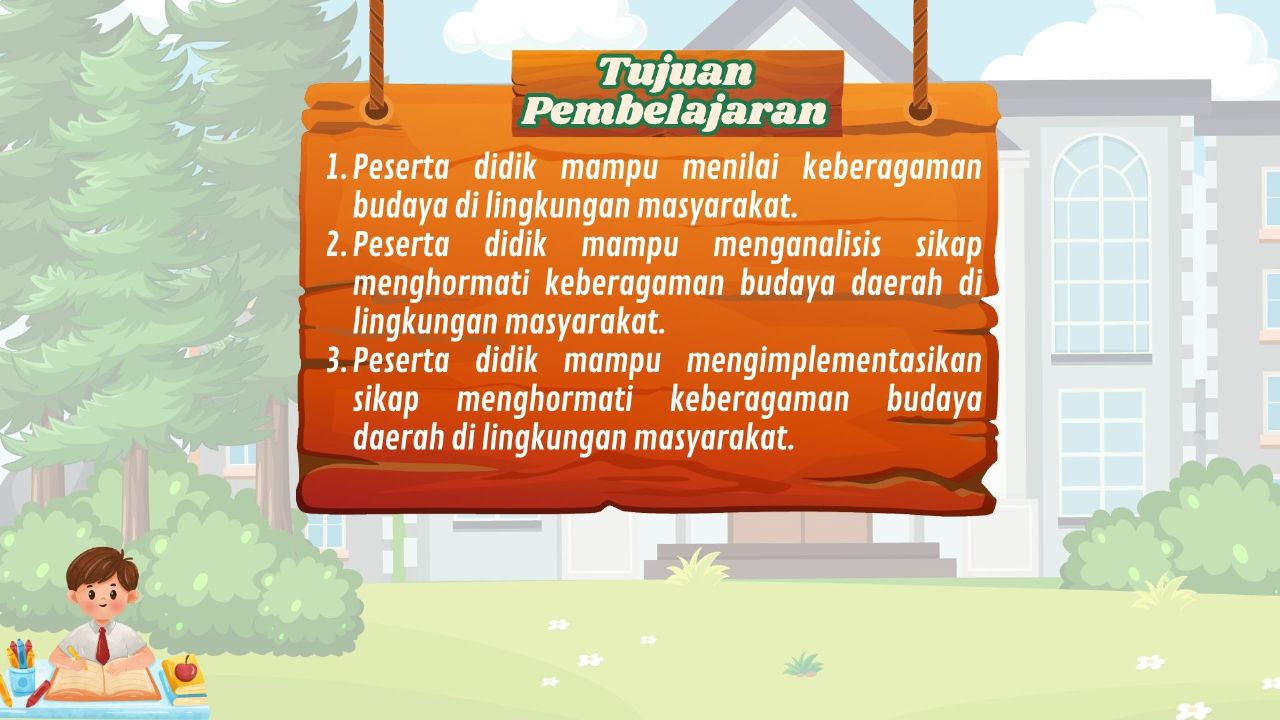 Tujuan
Pembelajaran
1. Peserta didik mampu menilai keberagaman
budaya di lingkungan masyarakat.
2. Peserta didik mampu menganalisis sikap
menghormati keberagaman budaya daerah di
lingkungan masyarakat.
3. Peserta didik mampu mengimplementasikan
sikap menghormati keberagaman budaya
daerah di lingkungan masyarakat.